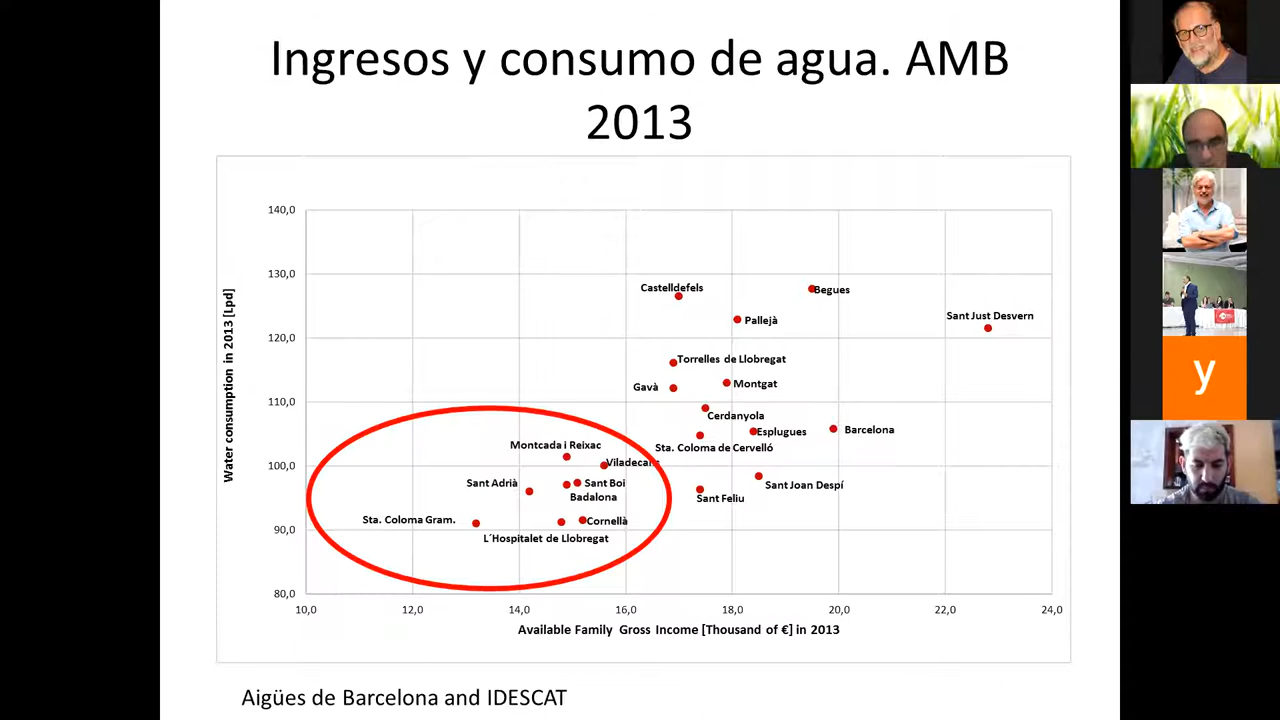 Ingresos y consumo de agua. AMB
2013
140,0
130,0
120,0
110,0
100,0
90,0
80,0
Water consumption in 2013 [Lpd]
Castelldefels
Begues
Pallejà
Sant Just Desvern
Torrelles de Llobregat
Gavà
Montgat
Cerdanyola
Esplugues
Barcelona
Sta. Coloma de Cervelló
Montcada i Reixac
Viladecans
Sant Adrià
Sant Boi
Badalona
Sant Joan Despí
Sant Feliu
Sta. Coloma Gram.
Cornellà
L´Hospitalet de Llobregat
10,0
12,0
14,0
16,0
18,0
20,0
22,0
24,0
Available Family Gross Income [Thousand of €] in 2013
Aigües de Barcelona and IDESCAT
y